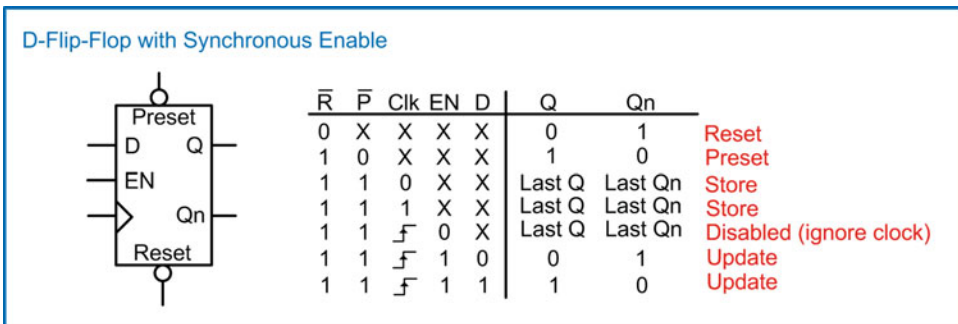 D-Flip-Flop with Synchronous Enable
Preset
D Q
EN
Qn
Reset
R̅ P̅ Clk EN D Q Qn
0 X X X X 0 1 Reset
1 0 X X X 1 0 Preset
1 1 0 X X Last Q Last Qn Store
1 1 1 X X Last Q Last Qn Store
1 1 0 X Last Q Last Qn Disabled (ignore clock)
1 1 1 0 0 1 Update
1 1 1 1 1 0 Update